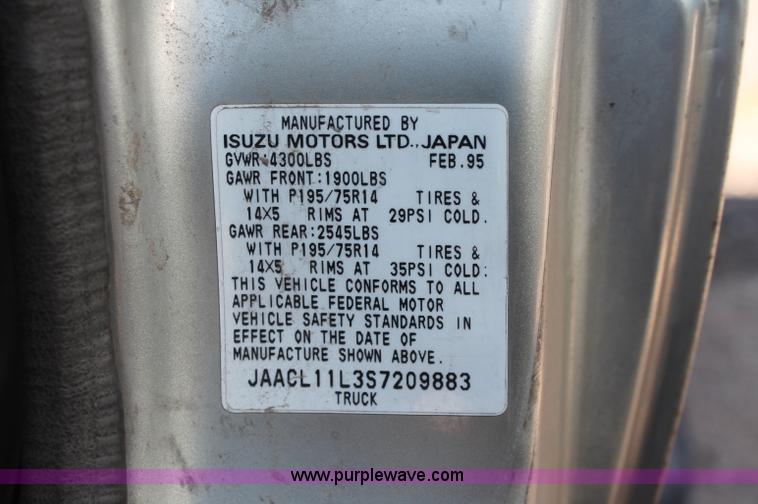 MANUFACTURED BY
ISUZU MOTORS LTD., JAPAN
GVWR:4300LBS FEB.95
GAWR FRONT:1900LBS
WITH P195/75R14 TIRES &
14X5 RIMS AT 29PSI COLD.
GAWR REAR:2545LBS
WITH P195/75R14 TIRES &
14X5 RIMS AT 35PSI COLD:
THIS VEHICLE CONFORMS TO ALL
APPLICABLE FEDERAL MOTOR
VEHICLE SAFETY STANDARDS IN
EFFECT ON THE DATE OF
MANUFACTURE SHOWN ABOVE.
JAACL11L3S7209883
TRUCK
www.purplewave.com